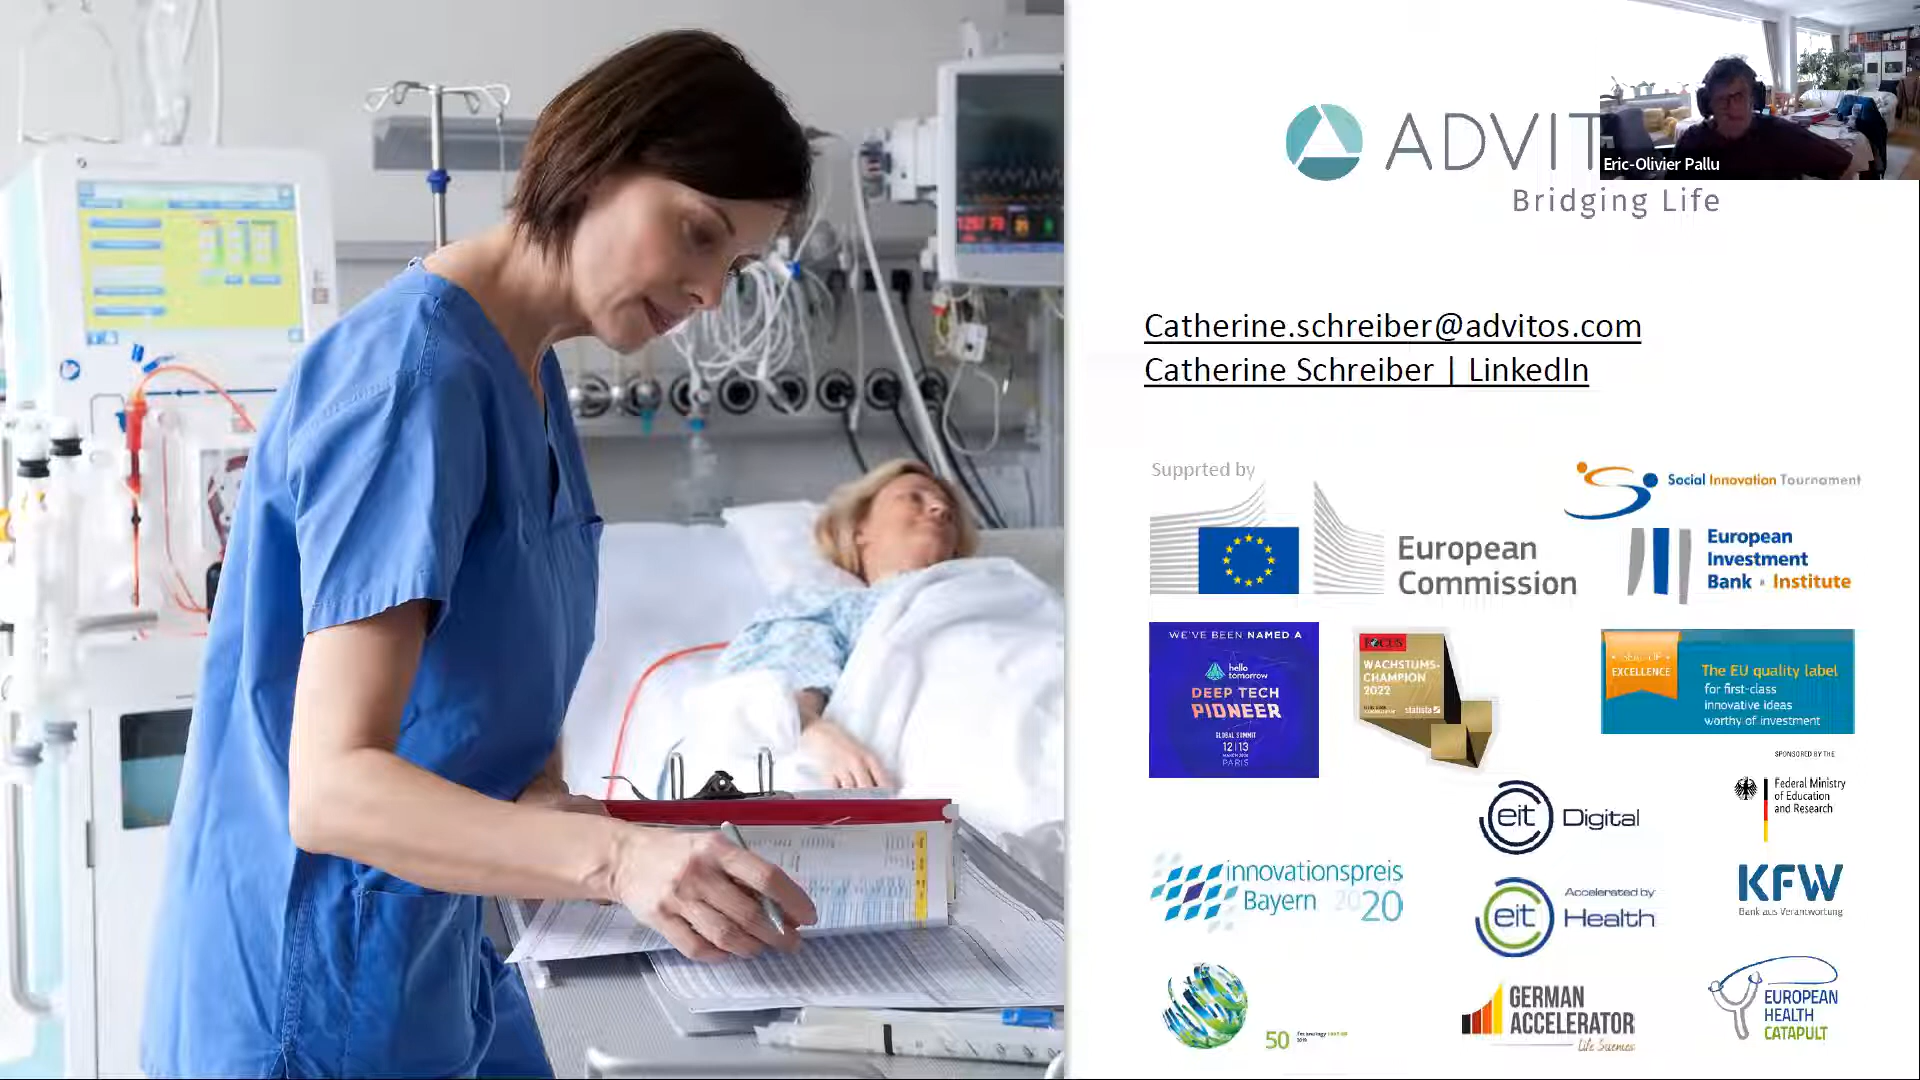 ADVIT
Bridging Life
Eric-Olivier Pallu
Catherine.schreiber@advitos.com
Catherine Schreiber | LinkedIn
Supprted by
Social Innovation Tournament
European
Commission
European
Investment
Bank Institute
WE'VE BEEN NAMED A
hello
tomorrow
DEEP TECH
PIONEER
GLOBAL SUMMIT
12|13
PARIS
FOCUS
WACHSTUMS-
CHAMPION
2022
statista
EXCELLENCE
The EU quality label
for first-class
innovative ideas
worthy of investment
SPONSORED BY THE
Federal Ministry
of Education
and Research
eit Digital
innovationspreis
Bayern 2020
eit Accelerated by
Health
KFW
Bank aus Verantwortung
50
GERMAN
ACCELERATOR
Life Sciences
EUROPEAN
HEALTH
CATAPULT